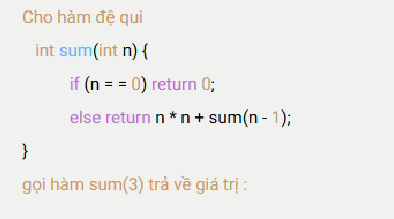 Cho hàm đệ qui
int sum(int n) {
if (n = = 0) return 0;
else return n * n + sum(n - 1);
}
gọi hàm sum(3) trả về giá trị :